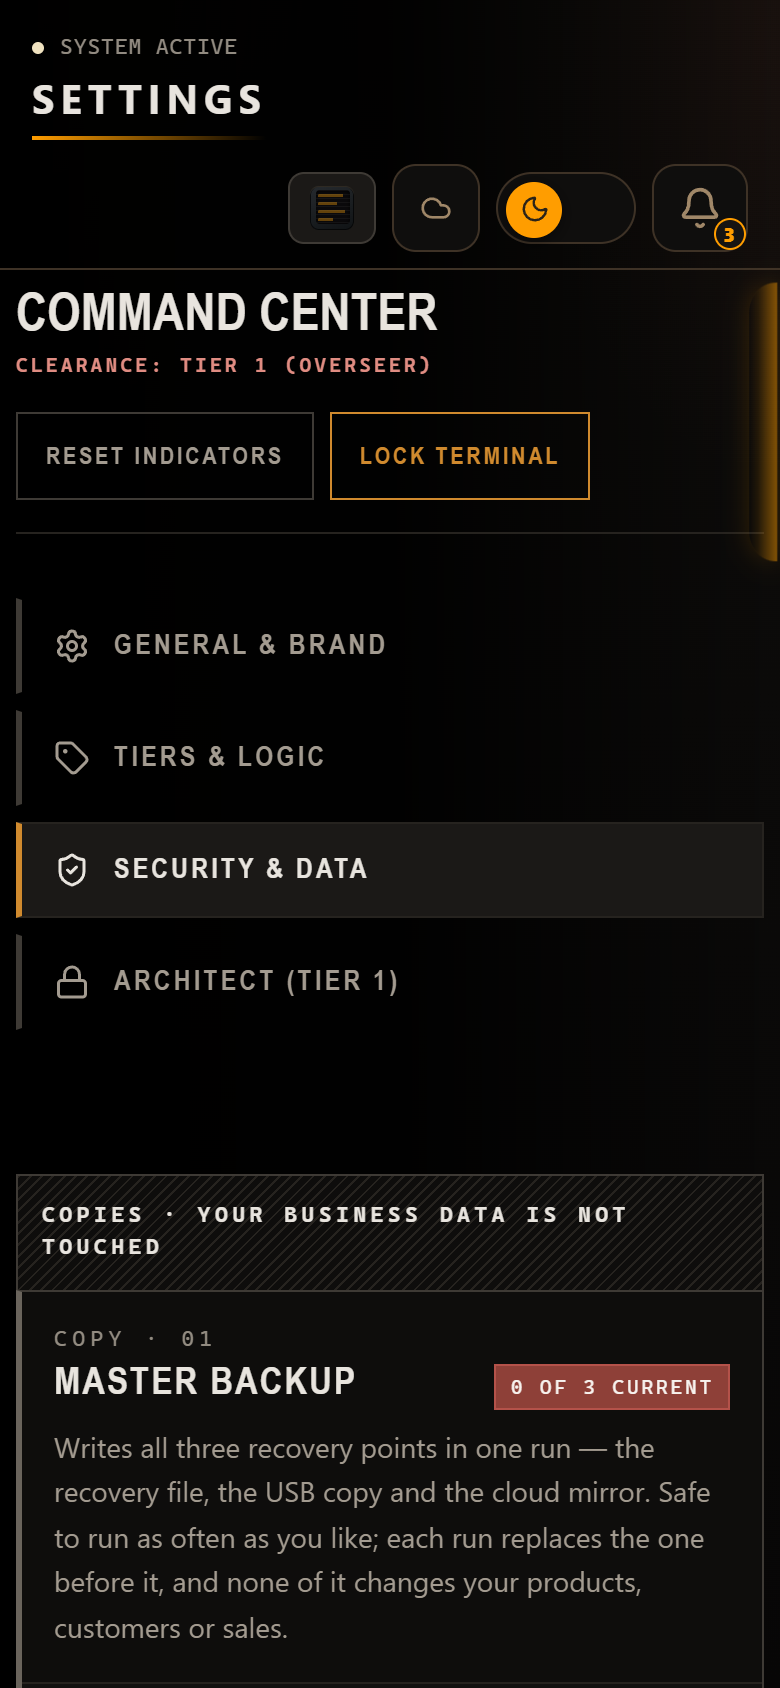 SYSTEM ACTIVE
SETTINGS
3
COMMAND CENTER
CLEARANCE: TIER 1 (OVERSEER)
RESET INDICATORS
LOCK TERMINAL
GENERAL & BRAND
TIERS & LOGIC
SECURITY & DATA
ARCHITECT (TIER 1)
COPIES · YOUR BUSINESS DATA IS NOT
TOUCHED
COPY · 01
MASTER BACKUP
0 OF 3 CURRENT
Writes all three recovery points in one run — the
recovery file, the USB copy and the cloud mirror. Safe
to run as often as you like; each run replaces the one
before it, and none of it changes your products,
customers or sales.